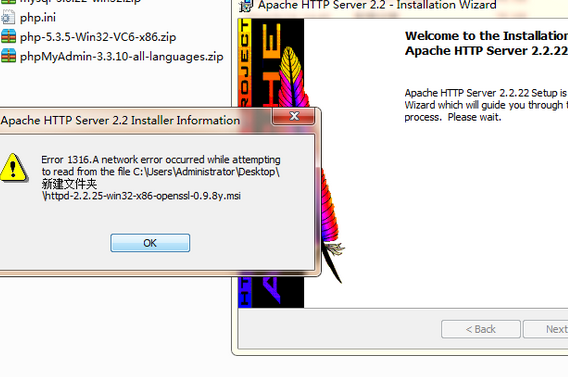 php.ini
php-5.3.5-Win32-VC6-x86.zip
phpMyAdmin-3.3.10-all-languages.zip
Apache HTTP Server 2.2 - Installation Wizard
Welcome to the Installation
Apache HTTP Server 2.2.22
Apache HTTP Server 2.2.22 Setup is
Wizard which will guide you through
process. Please wait.
Apache HTTP Server 2.2 Installer Information
Error 1316.A network error occurred while attempting
to read from the file C:\Users\Administrator\Desktop\
新建文件夹
\httpd-2.2.25-win32-x86-openssl-0.9.8y.msi
OK
< Back
Next